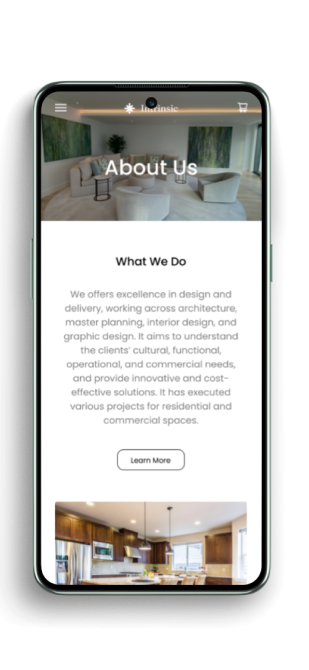 Intrinsic
About Us
What We Do
We offers excellence in design and
delivery, working across architecture,
master planning, interior design, and
graphic design. It aims to understand
the clients' cultural, functional,
operational, and commercial needs,
and provide innovative and cost-
effective solutions. It has executed
various projects for residential and
commercial spaces.
Learn More